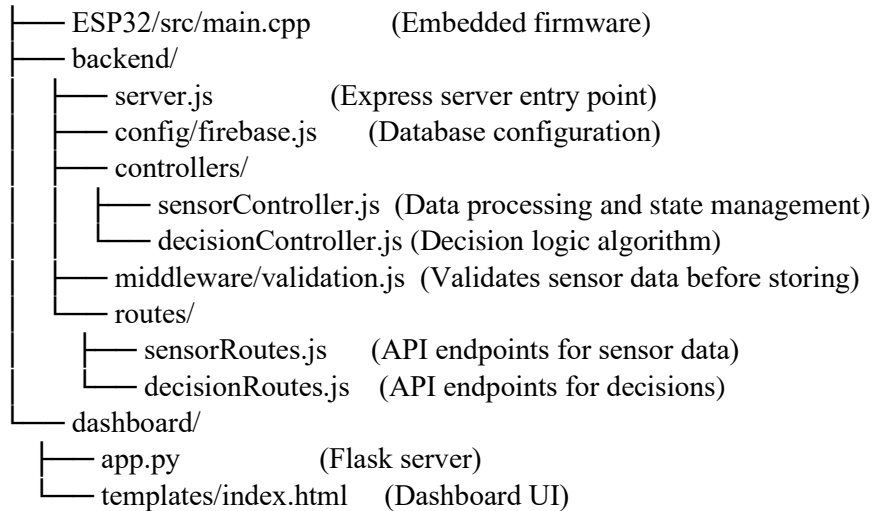 ├── ESP32/src/main.cpp (Embedded firmware)
├── backend/
│ ├── server.js (Express server entry point)
│ ├── config/firebase.js (Database configuration)
│ ├── controllers/
│ │ ├── sensorController.js (Data processing and state management)
│ │ └── decisionController.js (Decision logic algorithm)
│ ├── middleware/validation.js (Validates sensor data before storing)
│ └── routes/
│ ├── sensorRoutes.js (API endpoints for sensor data)
│ └── decisionRoutes.js (API endpoints for decisions)
└── dashboard/
├── app.py (Flask server)
└── templates/index.html (Dashboard UI)